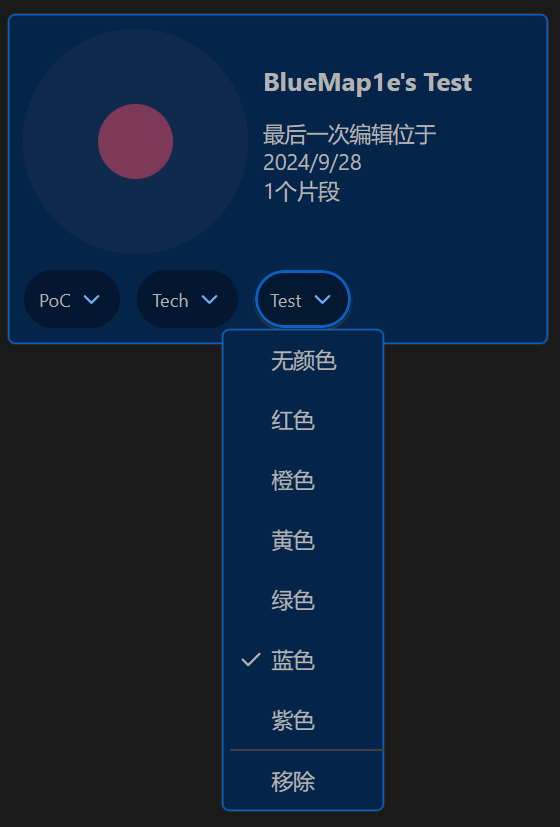 BlueMap1e's Test
最后一次编辑位于
2024/9/28
1个片段
PoC
Tech
Test
无颜色
红色
橙色
黄色
绿色
蓝色
紫色
移除